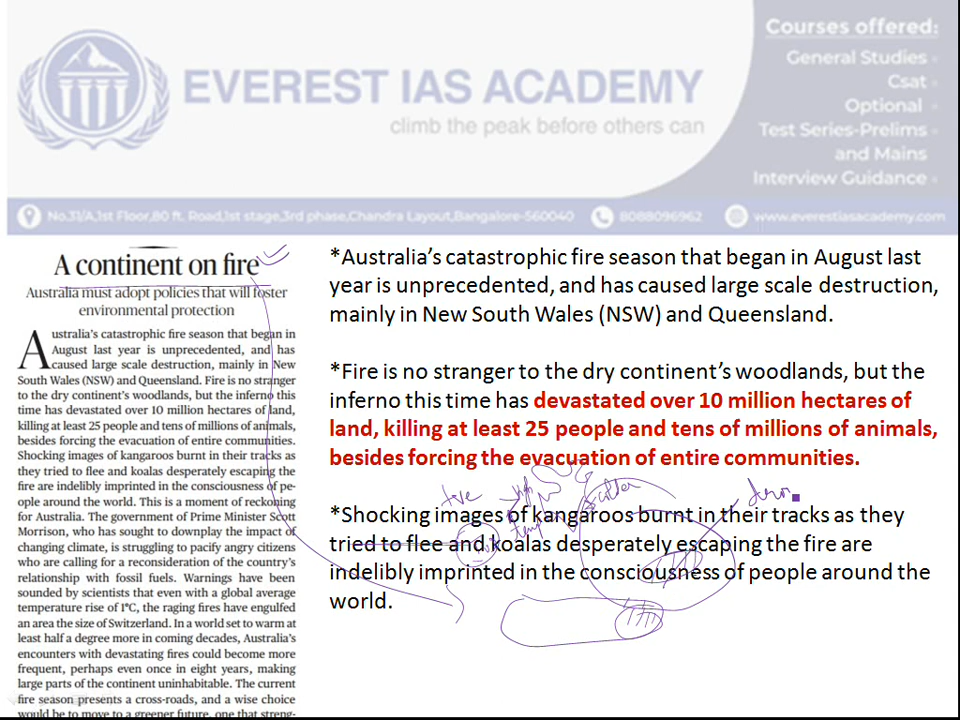 Courses offered:
General Studies
Csat
Optional
Test Series-Prelims
and Mains
Interview Guidance
EVEREST IAS ACADEMY
climb the peak before others can
No.31/A,1st Floor,80 ft. Road,1st stage,3rd phase,Chandra Layout,Bangalore-560040
8088096962
www.everestiasacademy.com
A continent on fire
Australia must adopt policies that will foster
environmental protection
Australia's catastrophic fire season that began in
August last year is unprecedented, and has
caused large scale destruction, mainly in New
South Wales (NSW) and Queensland. Fire is no stranger
to the dry continent's woodlands, but the inferno this
time has devastated over 10 million hectares of land,
killing at least 25 people and tens of millions of animals,
besides forcing the evacuation of entire communities.
Shocking images of kangaroos burnt in their tracks as
they tried to flee and koalas desperately escaping the
fire are indelibly imprinted in the consciousness of pe-
ople around the world. This is a moment of reckoning
for Australia. The government of Prime Minister Scott
Morrison, who has sought to downplay the impact of
changing climate, is struggling to pacify angry citizens
who are calling for a reconsideration of the country's
relationship with fossil fuels. Warnings have been
sounded by scientists that even with a global average
temperature rise of 1°C, the raging fires have engulfed
an area the size of Switzerland. In a world set to warm at
least half a degree more in coming decades, Australia's
encounters with devastating fires could become more
frequent, perhaps even once in eight years, making
large parts of the continent uninhabitable. The current
fire season presents a cross-roads, and a wise choice
would be to move to a greener future, one that streng-
*Australia's catastrophic fire season that began in August last
year is unprecedented, and has caused large scale destruction,
mainly in New South Wales (NSW) and Queensland.
*Fire is no stranger to the dry continent's woodlands, but the
inferno this time has devastated over 10 million hectares of
land, killing at least 25 people and tens of millions of animals,
besides forcing the evacuation of entire communities.
*Shocking images of kangaroos burnt in their tracks as they
tried to flee and koalas desperately escaping the fire are
indelibly imprinted in the consciousness of people around the
world.